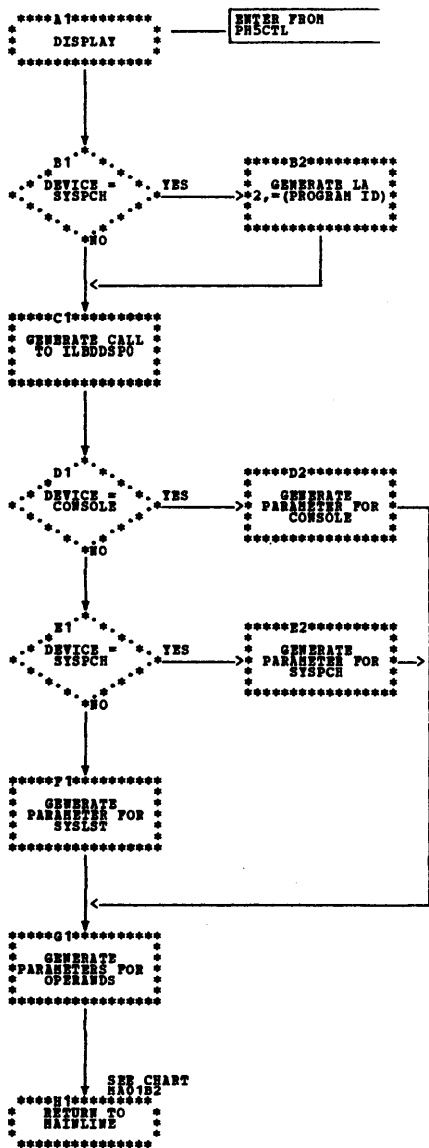 A1
DISPLAY
ENTER FROM
PH5CTL
B1
DEVICE =
SYSPCH
YES
NO
B2
GENERATE LA
2,=(PROGRAM ID)
C1
GENERATE CALL
TO ILBDDSP0
D1
DEVICE =
CONSOLE
YES
NO
D2
GENERATE
PARAMETER FOR
CONSOLE
E1
DEVICE =
SYSPCH
YES
NO
E2
GENERATE
PARAMETER FOR
SYSPCH
F1
GENERATE
PARAMETER FOR
SYSLST
G1
GENERATE
PARAMETERS FOR
OPERANDS
SEE CHART
MA01B2
H1
RETURN TO
MAINLINE